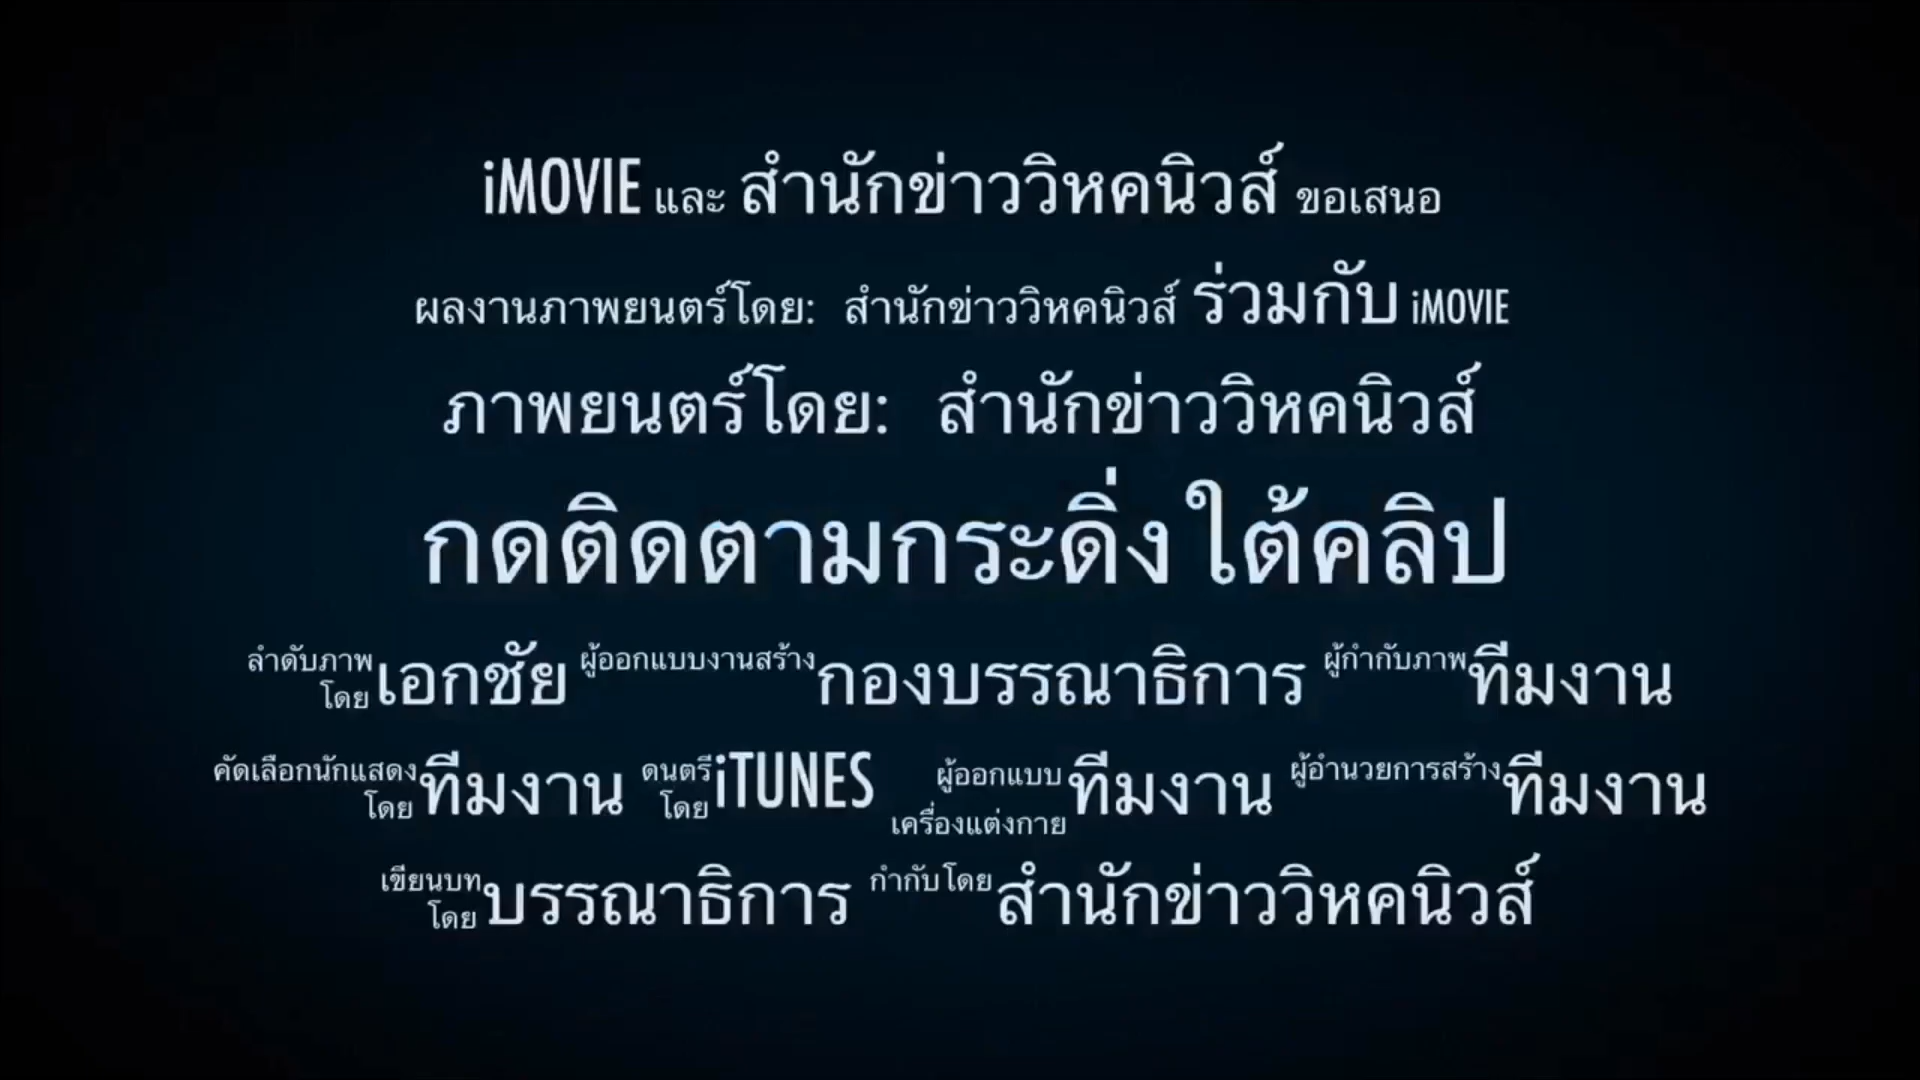 iMOVIE และ สำนักข่าววิหคนิวส์ ขอเสนอ
ผลงานภาพยนตร์โดย: สำนักข่าววิหคนิวส์ ร่วมกับ iMOVIE
ภาพยนตร์โดย: สำนักข่าววิหคนิวส์
กดติดตามกระดิ่งใต้คลิป
ลำดับภาพโดย เอกชัย ผู้ออกแบบงานสร้าง กองบรรณาธิการ ผู้กำกับภาพ ทีมงาน
คัดเลือกนักแสดงโดย ทีมงาน ดนตรีโดย iTUNES ผู้ออกแบบเครื่องแต่งกาย ทีมงาน ผู้อำนวยการสร้าง ทีมงาน
เขียนบทโดย บรรณาธิการ กำกับโดย สำนักข่าววิหคนิวส์